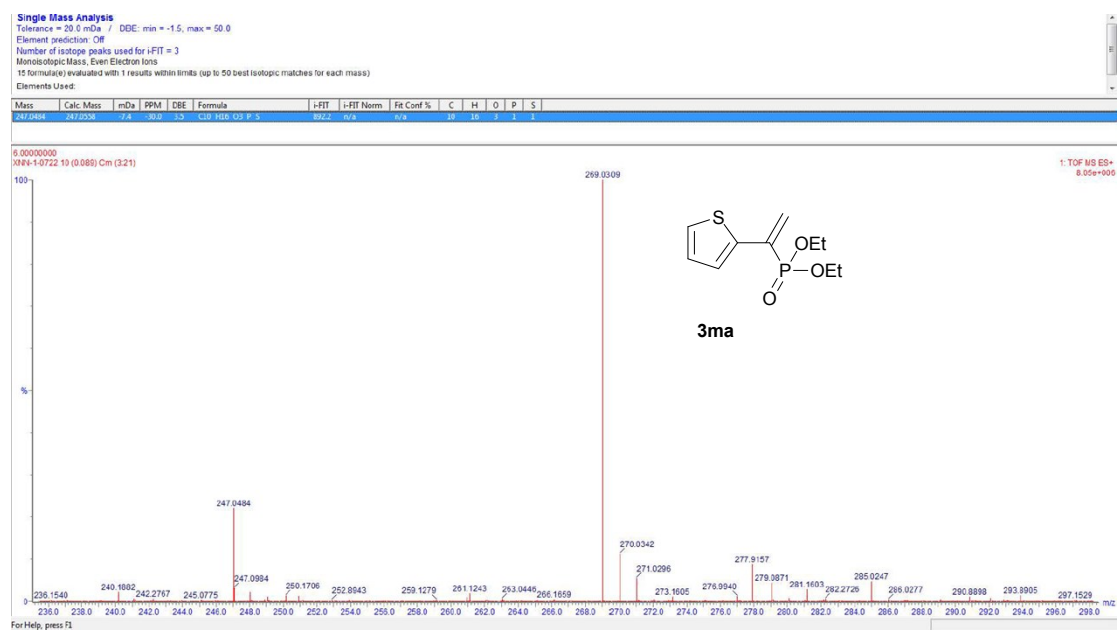 Single Mass Analysis
Tolerance = 20.0 mDa / DBE: min = -1.5, max = 50.0
Element prediction: Off
Number of isotope peaks used for i-FIT = 3
Monoisotopic Mass, Even Electron Ions
15 formula(e) evaluated with 1 results within limits (up to 50 best isotopic matches for each mass)
Elements Used:
Mass Calc. Mass mDa PPM DBE Formula i-FIT i-FIT Norm Fit Conf % C H O P S
247.0484 247.0558 -7.4 -30.0 3.5 C10 H16 O3 P S 892.2 n/a n/a 10 16 3 1 1
6.00000000
XNN-1-0722 10 (0.089) Cm (3:21)
1: TOF MS ES+
8.05e+006
100
269.0309
S
OEt
P OEt
O
3ma
%
247.0484
270.0342
277.9157
271.0296
247.0984
279.0871
285.0247
240.1882
250.1706
261.1243
276.9940
281.1603
236.1540
242.2767
245.0775
252.8943
259.1279
263.0446
266.1659
273.1605
282.2726
286.0277
290.8898
293.8905
297.1529
0
m/z
236.0 238.0 240.0 242.0 244.0 246.0 248.0 250.0 252.0 254.0 256.0 258.0 260.0 262.0 264.0 266.0 268.0 270.0 272.0 274.0 276.0 278.0 280.0 282.0 284.0 286.0 288.0 290.0 292.0 294.0 296.0 298.0
For Help, press F1